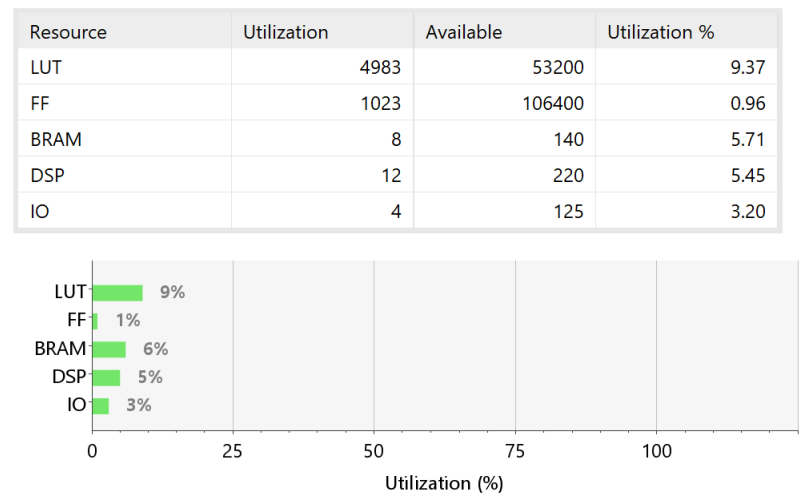 Resource Utilization Available Utilization %
LUT 4983 53200 9.37
FF 1023 106400 0.96
BRAM 8 140 5.71
DSP 12 220 5.45
IO 4 125 3.20
LUT 9%
FF 1%
BRAM 6%
DSP 5%
IO 3%
0 25 50 75 100
Utilization (%)